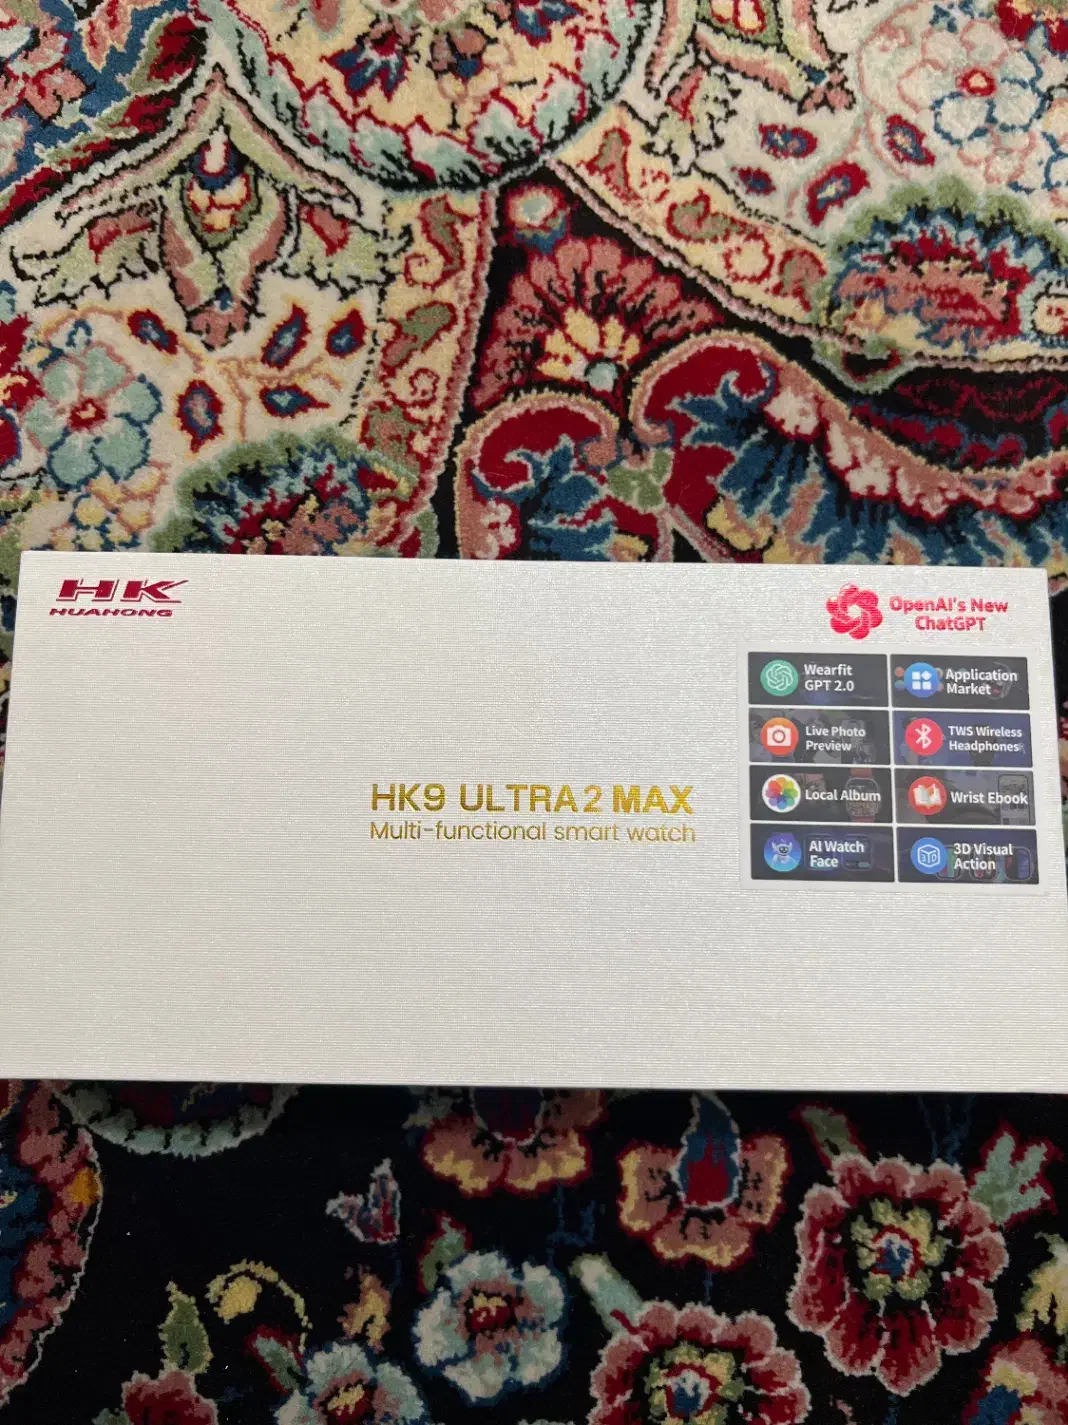 HK
HUAHONG
OpenAI's New
ChatGPT
Wearfit
GPT 2.0
Application
Market
Live Photo
Preview
TWS Wireless
Headphones
Local Album
Wrist Ebook
AI Watch
Face
3D Visual
Action
HK9 ULTRA2 MAX
Multi-functional smart watch